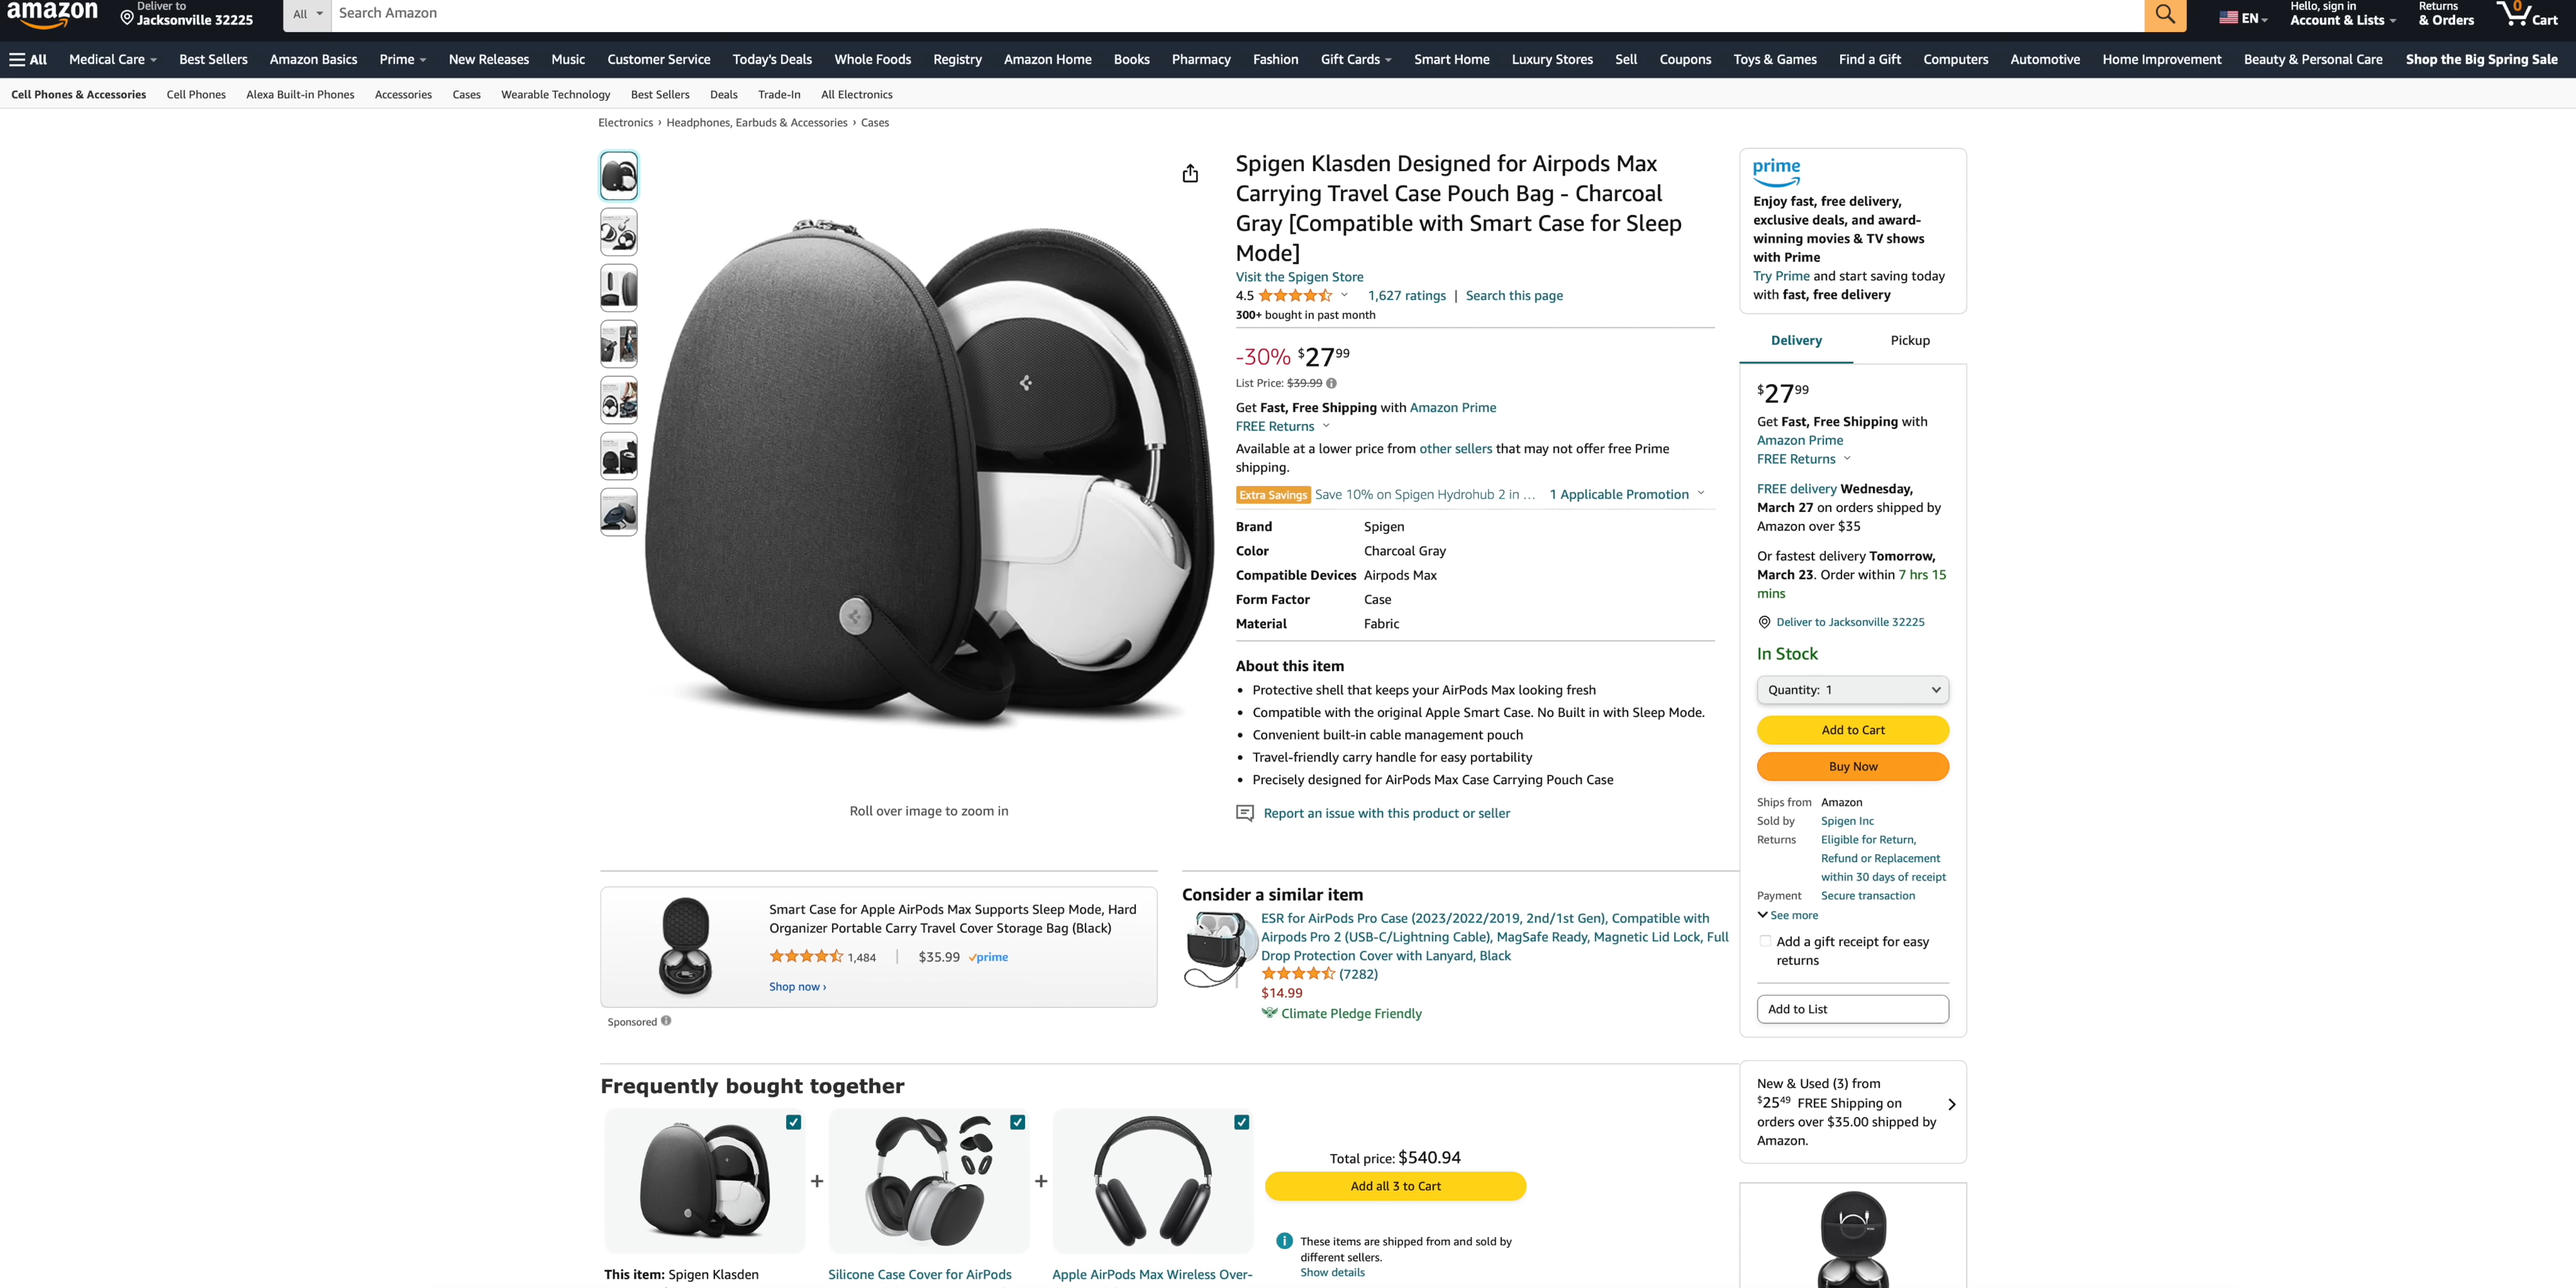 amazon
Deliver to
Jacksonville 32225
All
Search Amazon
EN
Hello, sign in
Account & Lists
Returns
& Orders
0
Cart
All
Medical Care
Best Sellers
Amazon Basics
Prime
New Releases
Music
Customer Service
Today's Deals
Whole Foods
Registry
Amazon Home
Books
Pharmacy
Fashion
Gift Cards
Smart Home
Luxury Stores
Sell
Coupons
Toys & Games
Find a Gift
Computers
Automotive
Home Improvement
Beauty & Personal Care
Shop the Big Spring Sale
Cell Phones & Accessories
Cell Phones
Alexa Built-in Phones
Accessories
Cases
Wearable Technology
Best Sellers
Deals
Trade-In
All Electronics
Electronics › Headphones, Earbuds & Accessories › Cases
Roll over image to zoom in
Spigen Klasden Designed for Airpods Max
Carrying Travel Case Pouch Bag - Charcoal
Gray [Compatible with Smart Case for Sleep
Mode]
Visit the Spigen Store
4.5 1,627 ratings | Search this page
300+ bought in past month
-30% $27 99
List Price: $39.99
Get Fast, Free Shipping with Amazon Prime
FREE Returns
Available at a lower price from other sellers that may not offer free Prime
shipping.
Extra Savings Save 10% on Spigen Hydrohub 2 in ... 1 Applicable Promotion
Brand Spigen
Color Charcoal Gray
Compatible Devices Airpods Max
Form Factor Case
Material Fabric
About this item
• Protective shell that keeps your AirPods Max looking fresh
• Compatible with the original Apple Smart Case. No Built in with Sleep Mode.
• Convenient built-in cable management pouch
• Travel-friendly carry handle for easy portability
• Precisely designed for AirPods Max Case Carrying Pouch Case
Report an issue with this product or seller
prime
Enjoy fast, free delivery,
exclusive deals, and award-
winning movies & TV shows
with Prime
Try Prime and start saving today
with fast, free delivery
Delivery
Pickup
$27 99
Get Fast, Free Shipping with
Amazon Prime
FREE Returns
FREE delivery Wednesday,
March 27 on orders shipped by
Amazon over $35
Or fastest delivery Tomorrow,
March 23. Order within 7 hrs 15
mins
Deliver to Jacksonville 32225
In Stock
Quantity: 1
Add to Cart
Buy Now
Ships from Amazon
Sold by Spigen Inc
Returns Eligible for Return,
Refund or Replacement
within 30 days of receipt
Payment Secure transaction
See more
Add a gift receipt for easy
returns
Add to List
New & Used (3) from
$25 49 FREE Shipping on
orders over $35.00 shipped by
Amazon.
Smart Case for Apple AirPods Max Supports Sleep Mode, Hard
Organizer Portable Carry Travel Cover Storage Bag (Black)
1,484 | $35.99 prime
Shop now ›
Sponsored
Consider a similar item
ESR for AirPods Pro Case (2023/2022/2019, 2nd/1st Gen), Compatible with
Airpods Pro 2 (USB-C/Lightning Cable), MagSafe Ready, Magnetic Lid Lock, Full
Drop Protection Cover with Lanyard, Black
(7282)
$14.99
Climate Pledge Friendly
Frequently bought together
+
+
Total price: $540.94
Add all 3 to Cart
These items are shipped from and sold by
different sellers.
Show details
This item: Spigen Klasden
Silicone Case Cover for AirPods
Apple AirPods Max Wireless Over-